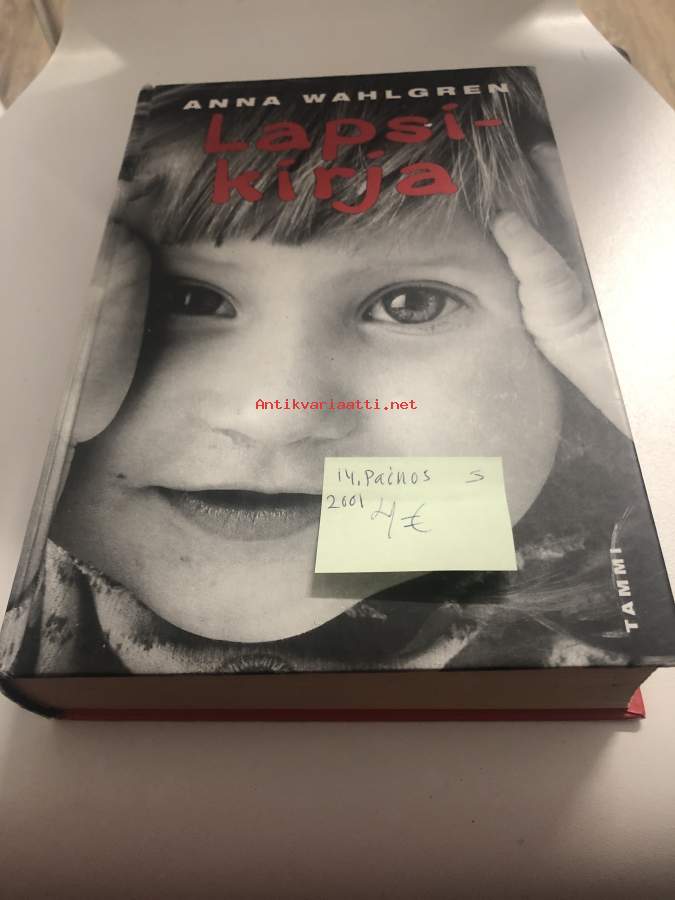 ANNA WAHLGREN
Lapsi-
kirja
Antikvariaatti.net
14. Painos S
2001 4 €
TAMMI